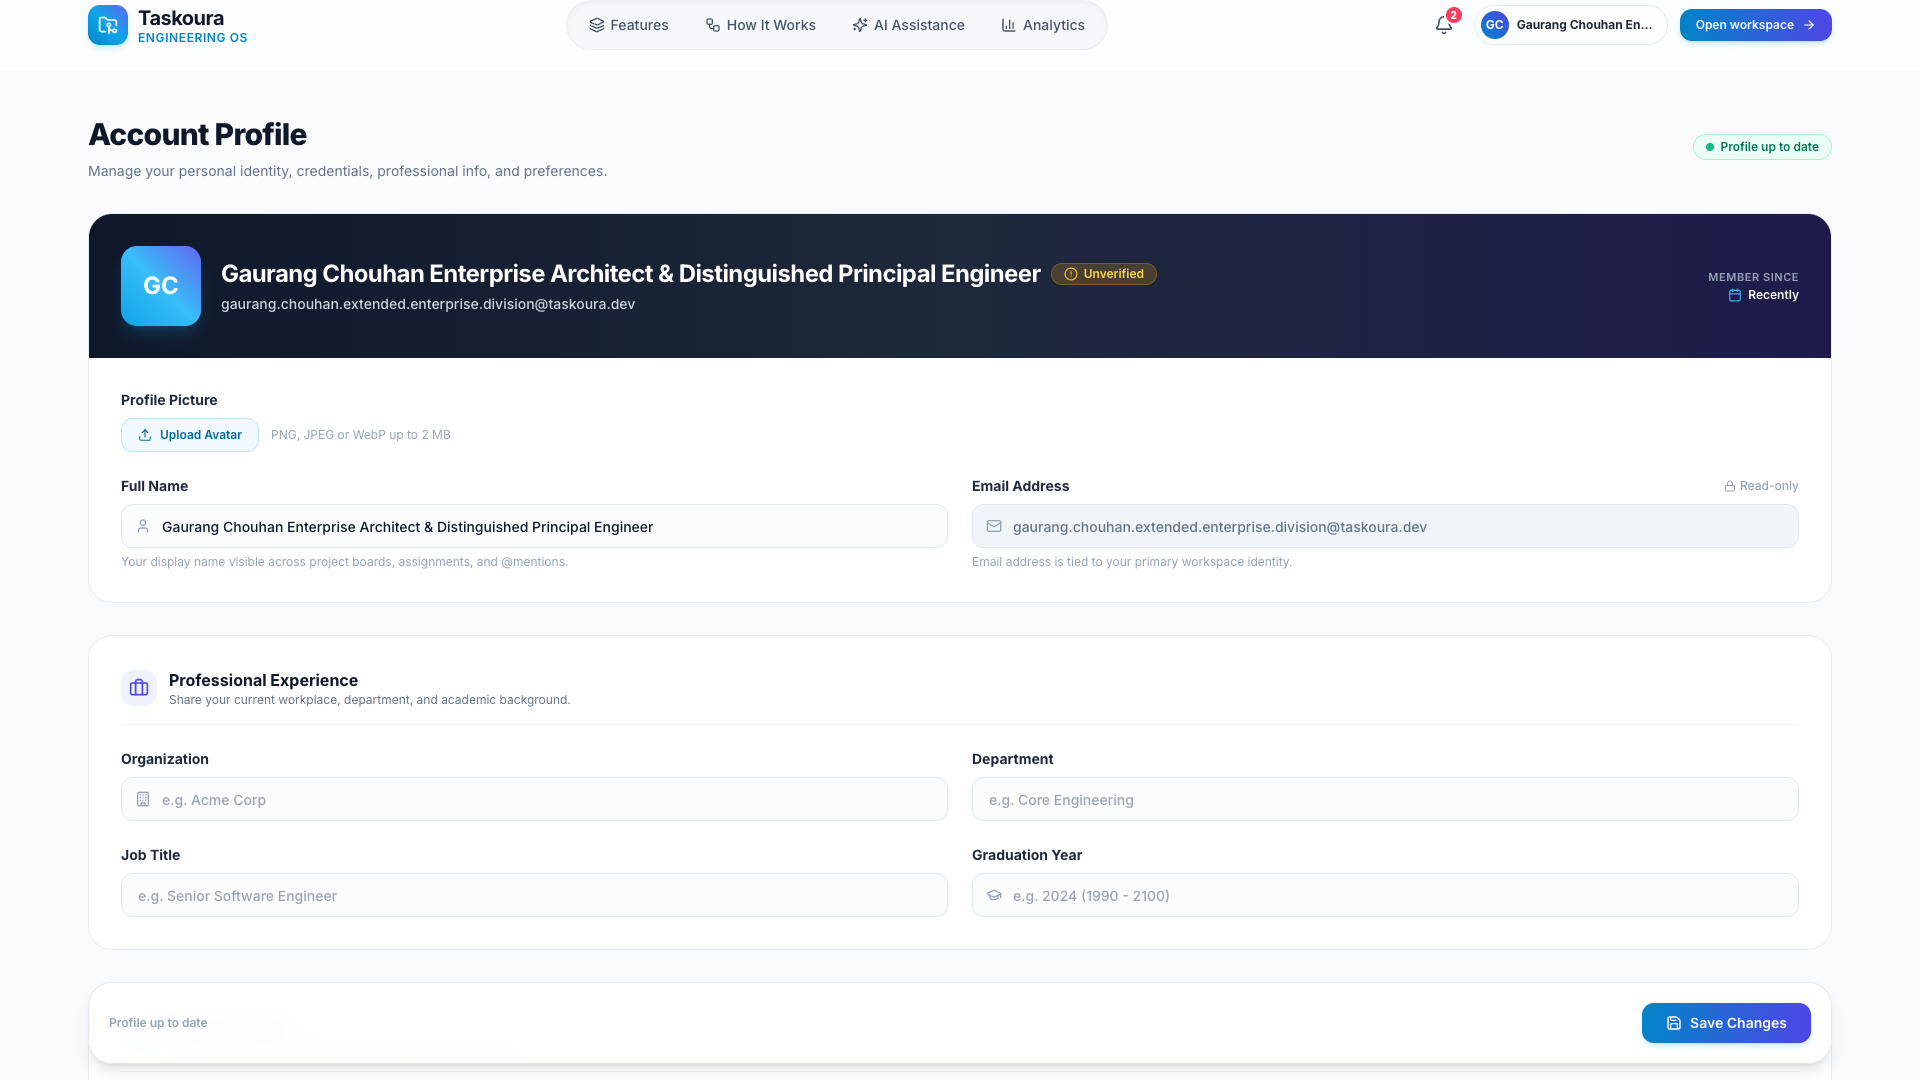 Taskoura
ENGINEERING OS
Features
How It Works
AI Assistance
Analytics
2
GC
Gaurang Chouhan En...
Open workspace
Account Profile
Manage your personal identity, credentials, professional info, and preferences.
Profile up to date
GC
Gaurang Chouhan Enterprise Architect & Distinguished Principal Engineer
Unverified
gaurang.chouhan.extended.enterprise.division@taskoura.dev
MEMBER SINCE
Recently
Profile Picture
Upload Avatar
PNG, JPEG or WebP up to 2 MB
Full Name
Gaurang Chouhan Enterprise Architect & Distinguished Principal Engineer
Your display name visible across project boards, assignments, and @mentions.
Email Address
Read-only
gaurang.chouhan.extended.enterprise.division@taskoura.dev
Email address is tied to your primary workspace identity.
Professional Experience
Share your current workplace, department, and academic background.
Organization
e.g. Acme Corp
Department
e.g. Core Engineering
Job Title
e.g. Senior Software Engineer
Graduation Year
e.g. 2024 (1990 - 2100)
Profile up to date
Save Changes